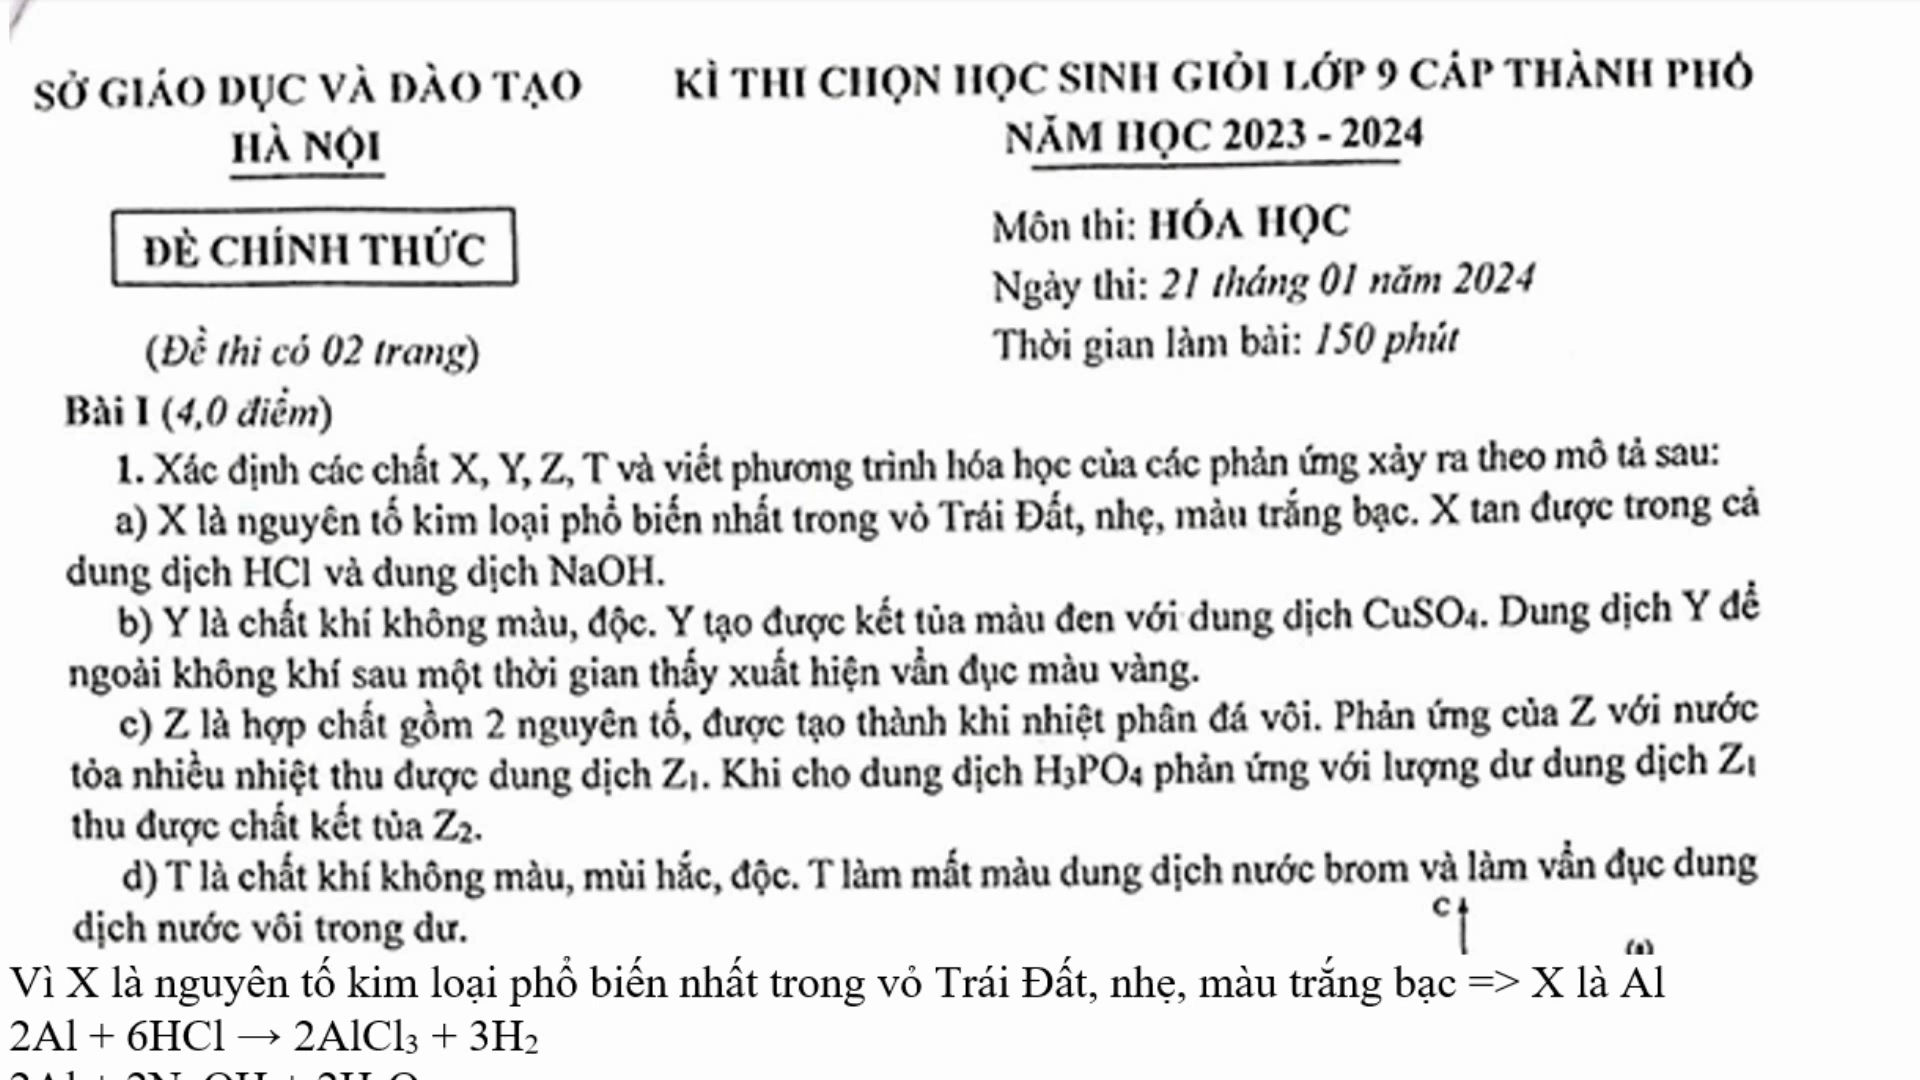 SỞ GIÁO DỤC VÀ ĐÀO TẠO
HÀ NỘI
ĐỀ CHÍNH THỨC
(Đề thi có 02 trang)
KÌ THI CHỌN HỌC SINH GIỎI LỚP 9 CẤP THÀNH PHỐ
NĂM HỌC 2023 - 2024
Môn thi: HÓA HỌC
Ngày thi: 21 tháng 01 năm 2024
Thời gian làm bài: 150 phút
Bài I (4,0 điểm)
1. Xác định các chất X, Y, Z, T và viết phương trình hóa học của các phản ứng xảy ra theo mô tả sau:
a) X là nguyên tố kim loại phổ biến nhất trong vỏ Trái Đất, nhẹ, màu trắng bạc. X tan được trong cả
dung dịch HCl và dung dịch NaOH.
b) Y là chất khí không màu, độc. Y tạo được kết tủa màu đen với dung dịch CuSO₄. Dung dịch Y để
ngoài không khí sau một thời gian thấy xuất hiện vẩn đục màu vàng.
c) Z là hợp chất gồm 2 nguyên tố, được tạo thành khi nhiệt phân đá vôi. Phản ứng của Z với nước
tỏa nhiều nhiệt thu được dung dịch Z₁. Khi cho dung dịch H₃PO₄ phản ứng với lượng dư dung dịch Z₁
thu được chất kết tủa Z₂.
d) T là chất khí không màu, mùi hắc, độc. T làm mất màu dung dịch nước brom và làm vẩn đục dung
dịch nước vôi trong dư.
C
(a)
Vì X là nguyên tố kim loại phổ biến nhất trong vỏ Trái Đất, nhẹ, màu trắng bạc => X là Al
2Al + 6HCl → 2AlCl₃ + 3H₂
2Al + 2NaOH + 2H₂O